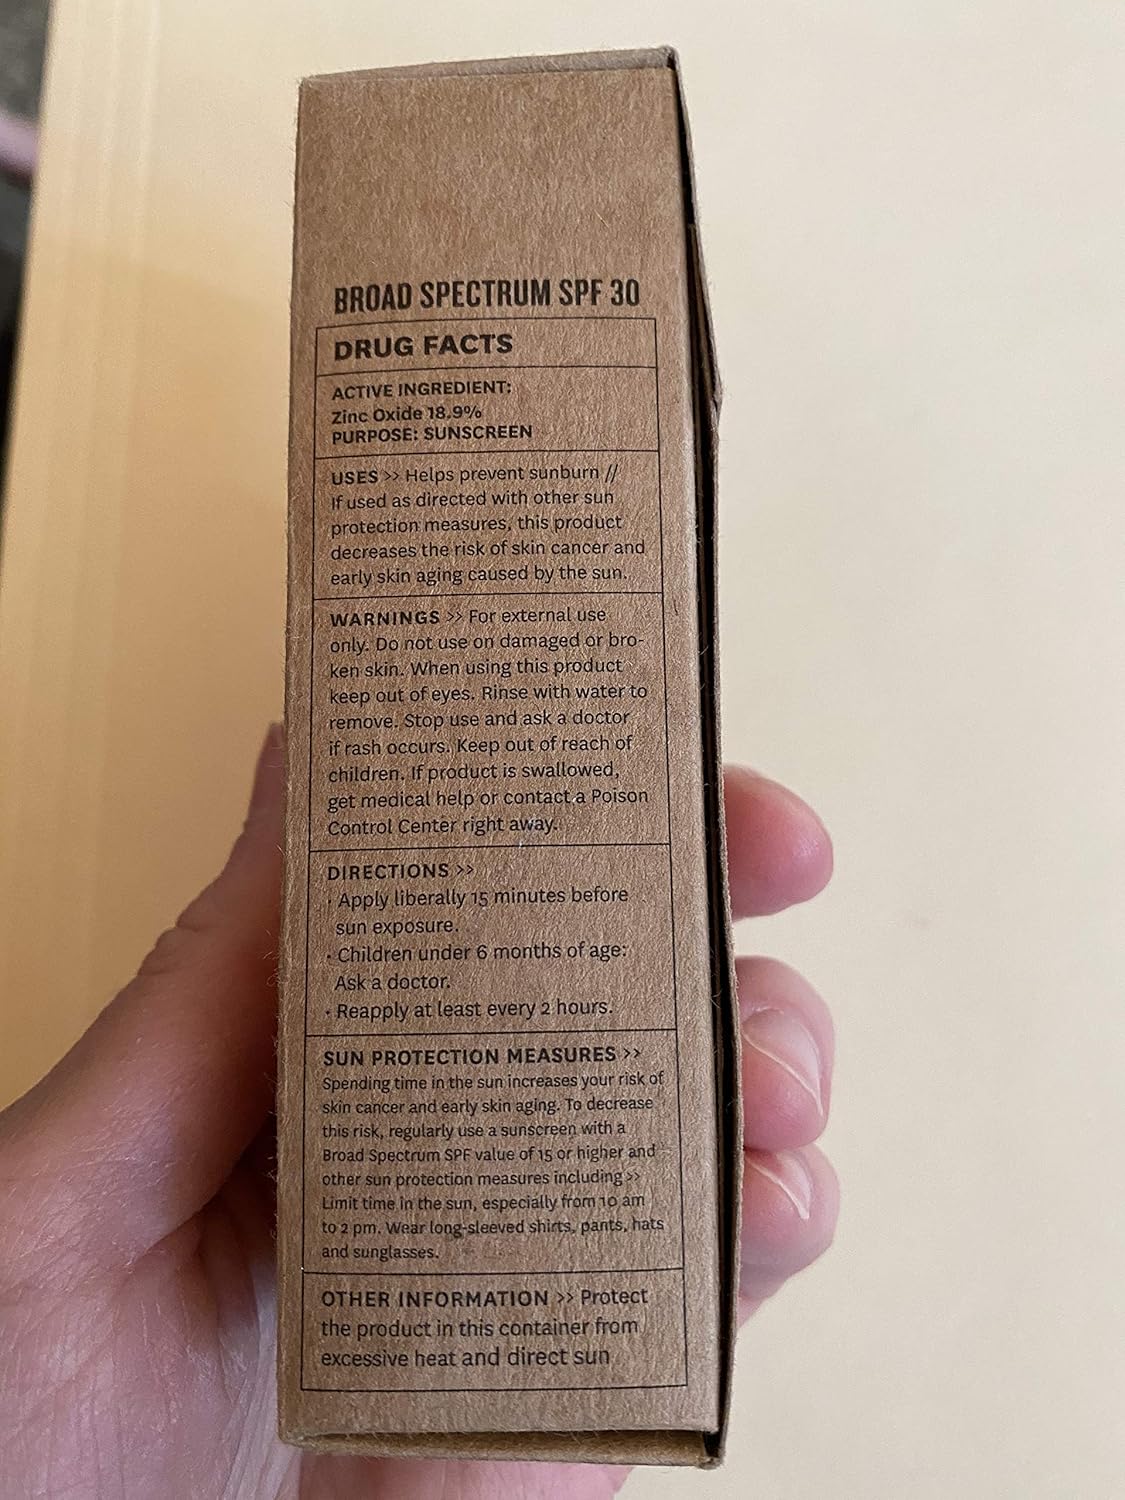 BROAD SPECTRUM SPF 30
DRUG FACTS
ACTIVE INGREDIENT:
Zinc Oxide 18.9%
PURPOSE: SUNSCREEN
USES >> Helps prevent sunburn //
If used as directed with other sun
protection measures, this product
decreases the risk of skin cancer and
early skin aging caused by the sun.
WARNINGS >> For external use
only. Do not use on damaged or bro-
ken skin. When using this product
keep out of eyes. Rinse with water to
remove. Stop use and ask a doctor
if rash occurs. Keep out of reach of
children. If product is swallowed,
get medical help or contact a Poison
Control Center right away.
DIRECTIONS >>
· Apply liberally 15 minutes before
sun exposure.
· Children under 6 months of age:
Ask a doctor.
· Reapply at least every 2 hours.
SUN PROTECTION MEASURES >>
Spending time in the sun increases your risk of
skin cancer and early skin aging. To decrease
this risk, regularly use a sunscreen with a
Broad Spectrum SPF value of 15 or higher and
other sun protection measures including >>
Limit time in the sun, especially from 10 am
to 2 pm. Wear long-sleeved shirts, pants, hats
and sunglasses.
OTHER INFORMATION >> Protect
the product in this container from
excessive heat and direct sun